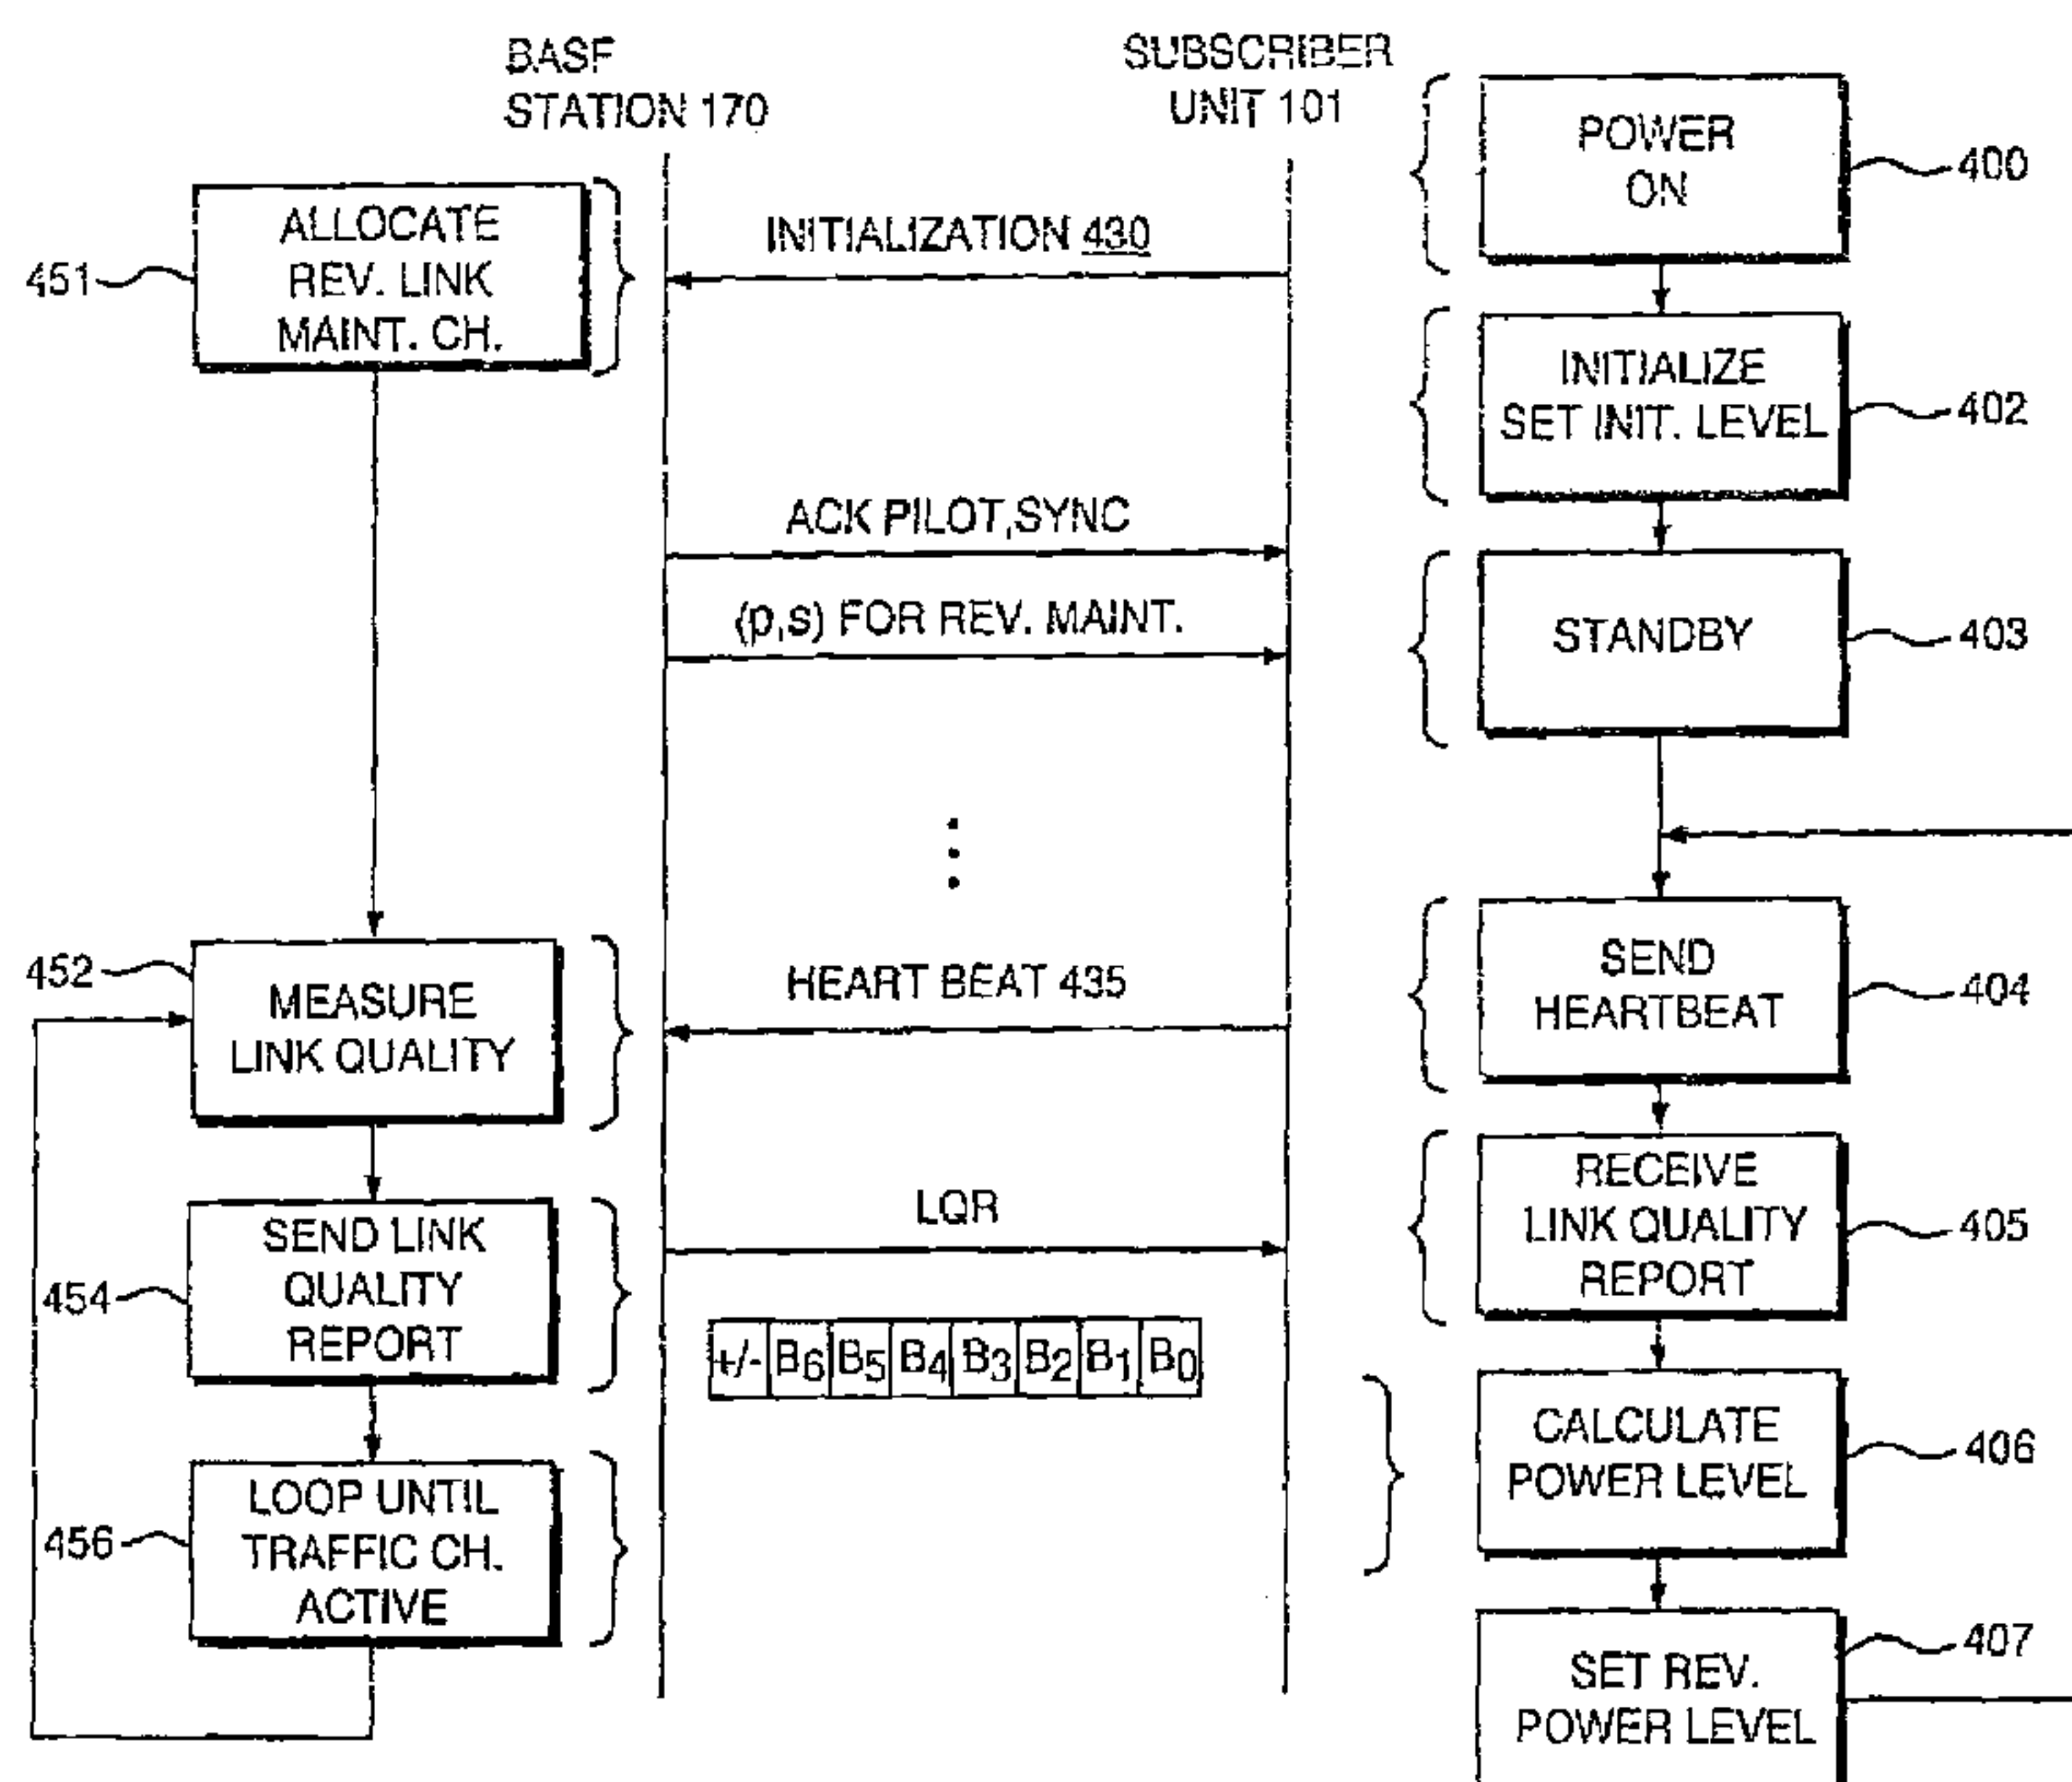 BASE
STATION 170
SUBSCRIBER
UNIT 101
POWER
ON
400
ALLOCATE
REV. LINK
MAINT. CH.
451
INITIALIZATION 430
INITIALIZE
SET INIT. LEVEL
402
ACK PILOT,SYNC
(p,s) FOR REV. MAINT.
STANDBY
403
452
MEASURE
LINK QUALITY
HEART BEAT 435
SEND
HEARTBEAT
404
RECEIVE
LINK QUALITY
REPORT
405
LQR
SEND LINK
QUALITY
REPORT
454
+/- B6 B5 B4 B3 B2 B1 B0
CALCULATE
POWER LEVEL
406
LOOP UNTIL
TRAFFIC CH.
ACTIVE
456
SET REV.
POWER LEVEL
407